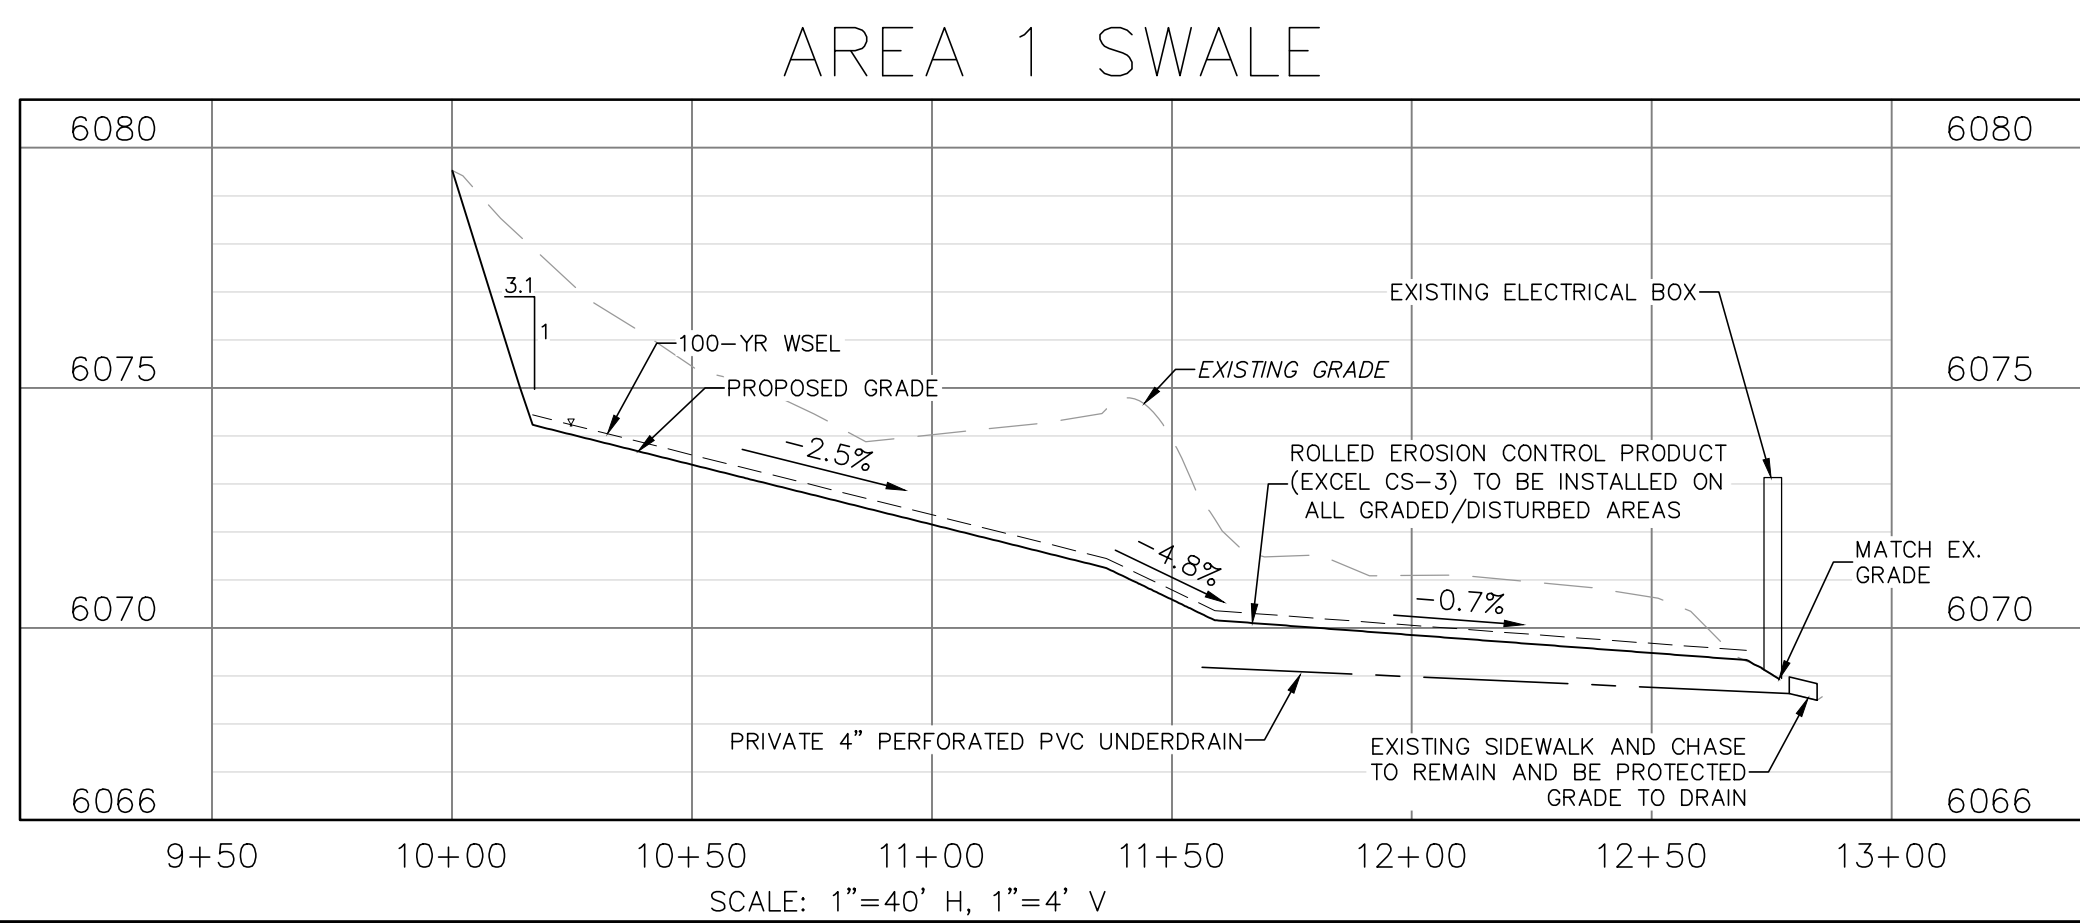 AREA 1 SWALE
6080
6080
3.1
1
EXISTING ELECTRICAL BOX
100-YR WSEL
6075
EXISTING GRADE
6075
PROPOSED GRADE
-2.5%
ROLLED EROSION CONTROL PRODUCT
(EXCEL CS-3) TO BE INSTALLED ON
ALL GRADED/DISTURBED AREAS
-4.8%
MATCH EX.
GRADE
6070
-0.7%
6070
PRIVATE 4" PERFORATED PVC UNDERDRAIN
EXISTING SIDEWALK AND CHASE
TO REMAIN AND BE PROTECTED
GRADE TO DRAIN
6066
6066
9+50 10+00 10+50 11+00 11+50 12+00 12+50 13+00
SCALE: 1"=40' H, 1"=4' V